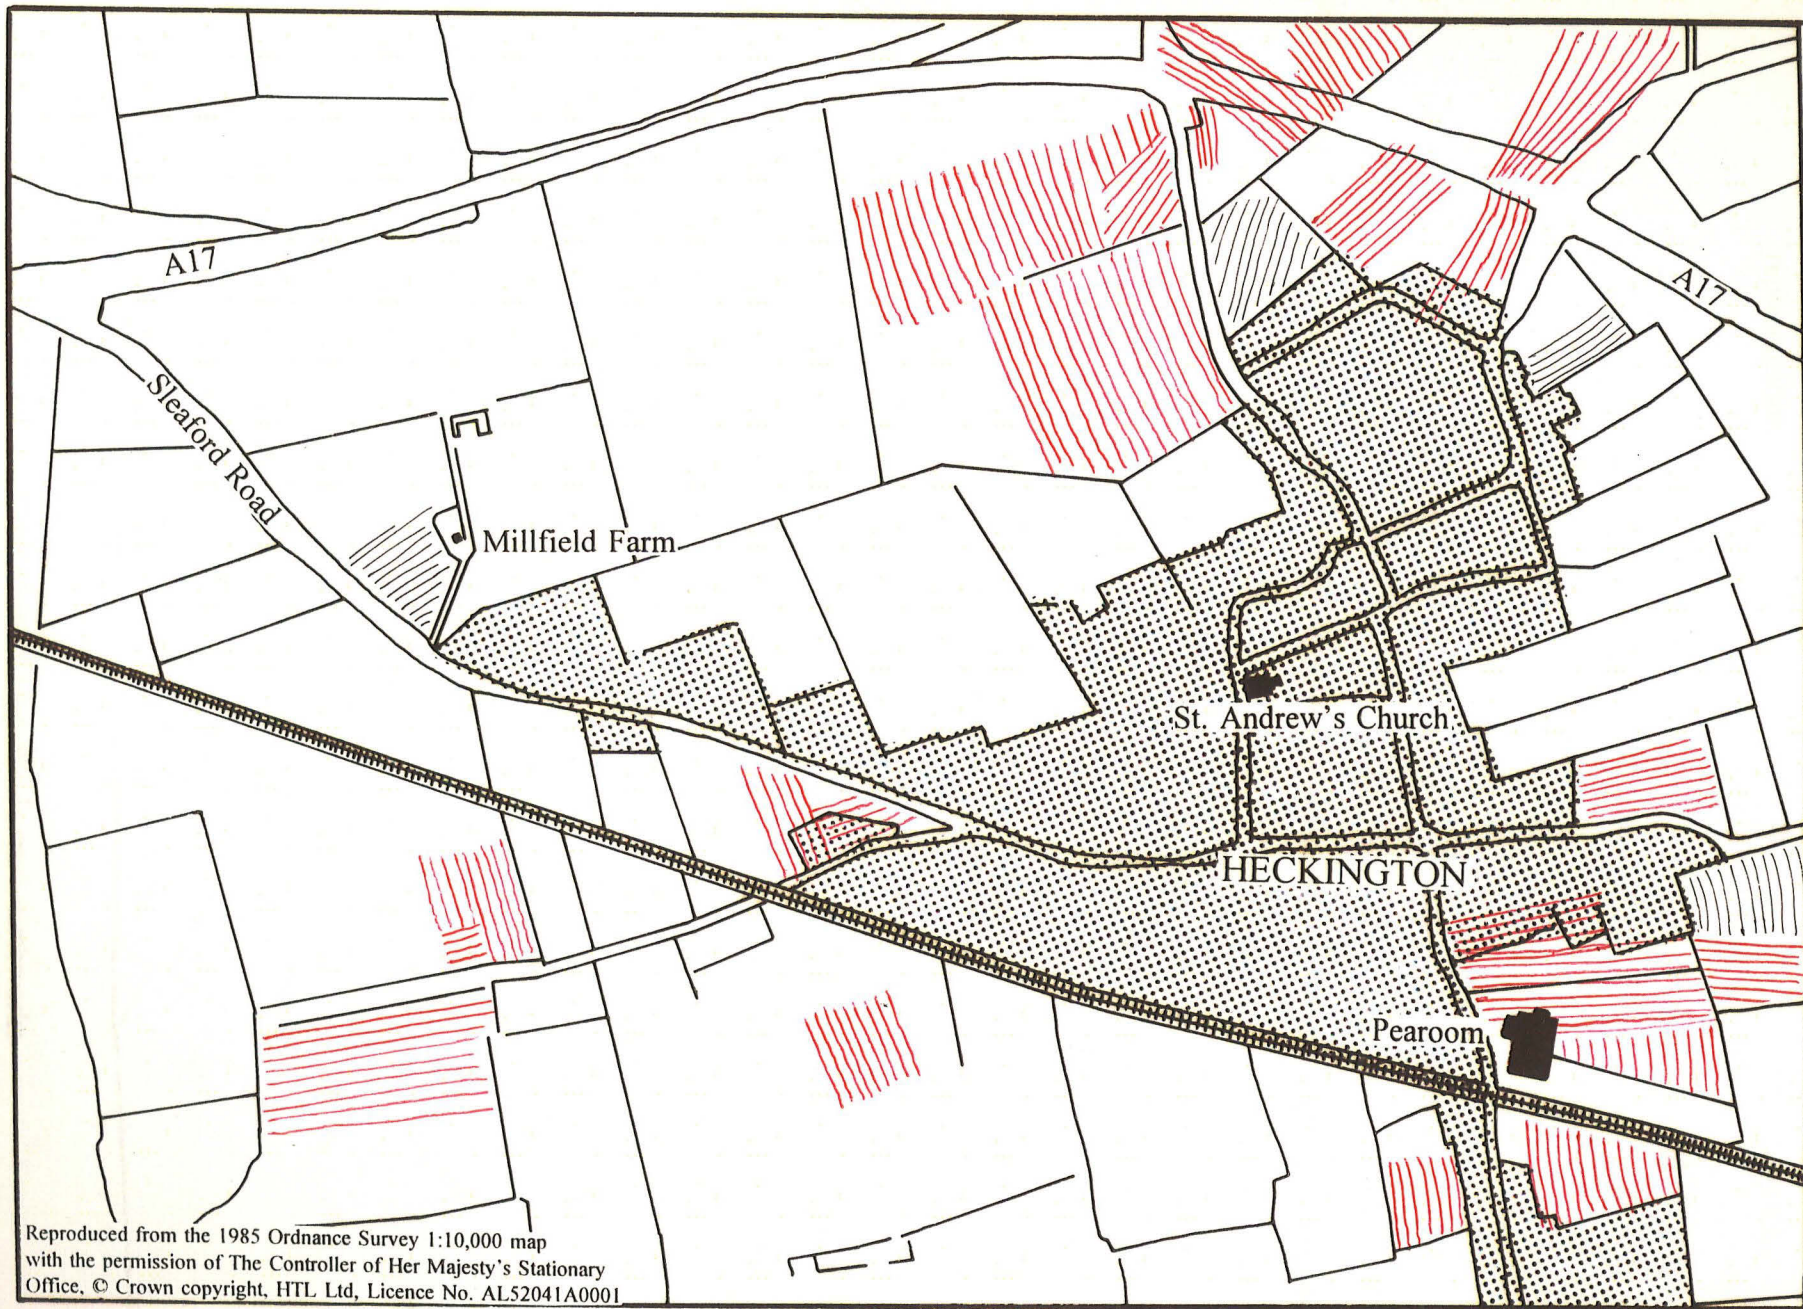 A17
A17
Sleaford Road
Millfield Farm
St. Andrew's Church
HECKINGTON
Pearoom
Reproduced from the 1985 Ordnance Survey 1:10,000 map
with the permission of The Controller of Her Majesty's Stationary
Office, © Crown copyright, HTL Ltd, Licence No. AL52041A0001